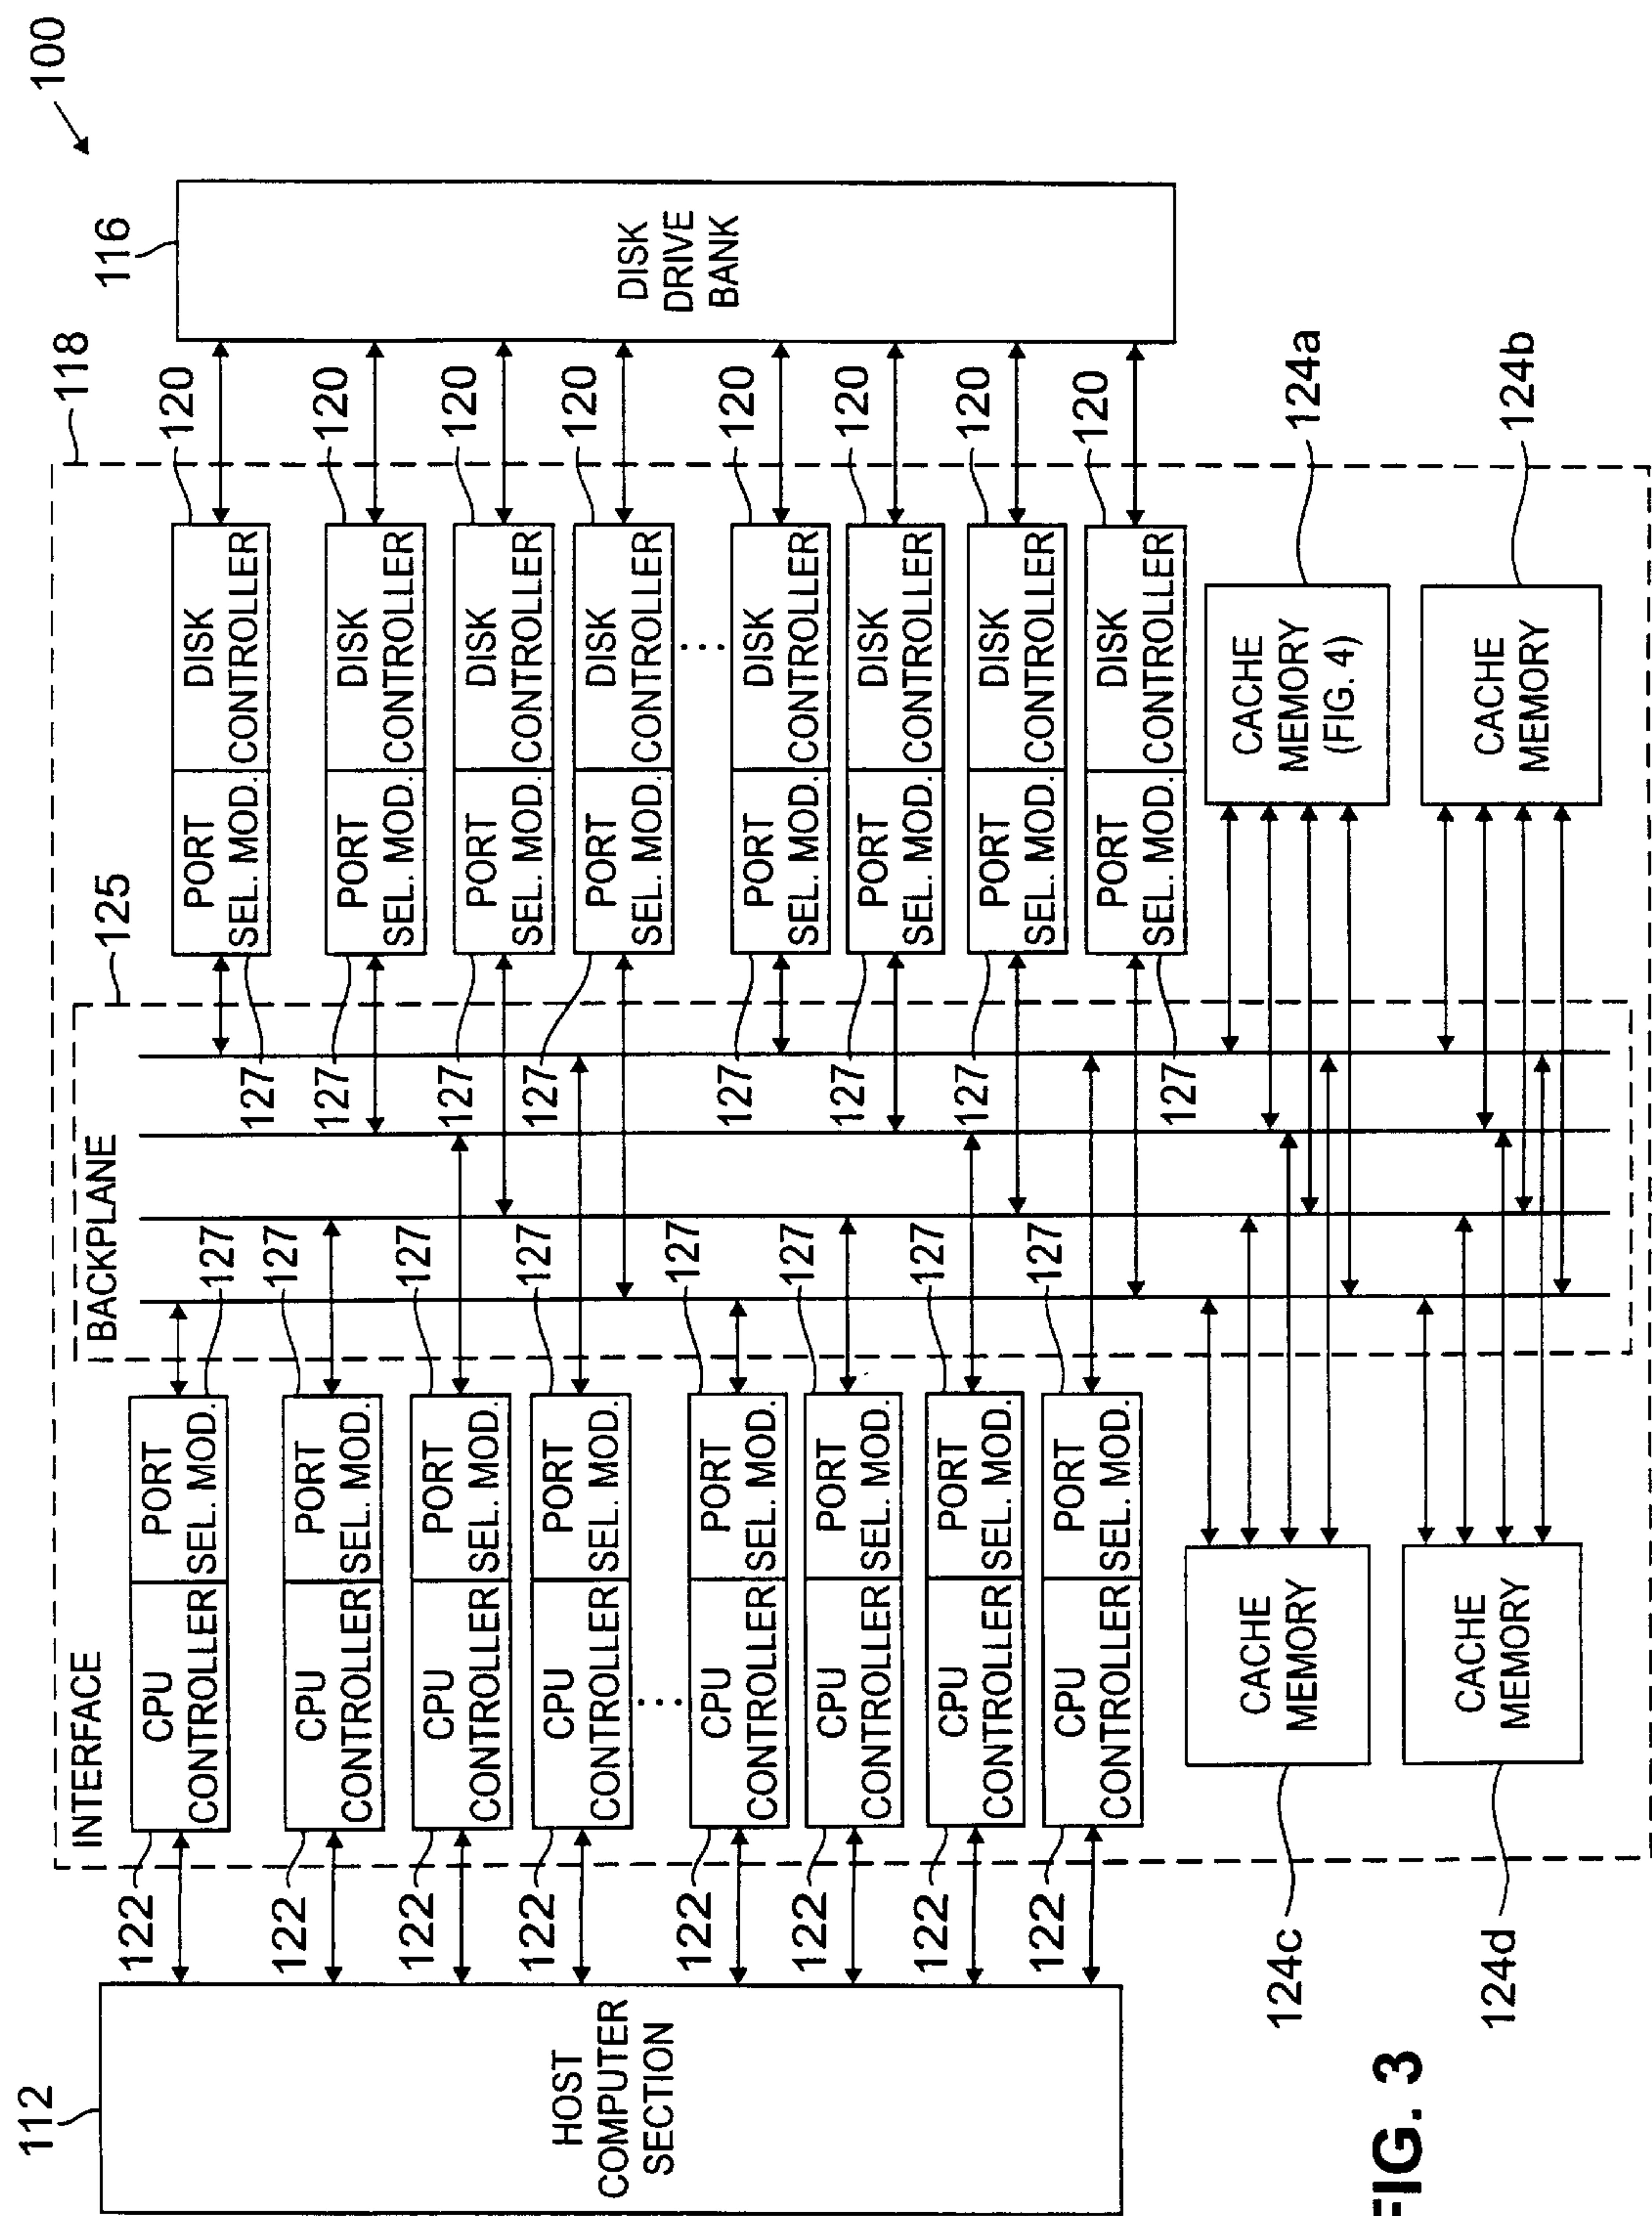 100
112
HOST
COMPUTER
SECTION
116
DISK
DRIVE
BANK
118
INTERFACE
125
BACKPLANE
122
CPU
CONTROLLER
PORT
SEL. MOD.
127
122
CPU
CONTROLLER
PORT
SEL. MOD.
127
122
CPU
CONTROLLER
PORT
SEL. MOD.
127
122
CPU
CONTROLLER
PORT
SEL. MOD.
127
...
122
CPU
CONTROLLER
PORT
SEL. MOD.
127
122
CPU
CONTROLLER
PORT
SEL. MOD.
127
122
CPU
CONTROLLER
PORT
SEL. MOD.
127
122
CPU
CONTROLLER
PORT
SEL. MOD.
127
127
PORT
SEL. MOD.
DISK
CONTROLLER
120
127
PORT
SEL. MOD.
DISK
CONTROLLER
120
127
PORT
SEL. MOD.
DISK
CONTROLLER
120
127
PORT
SEL. MOD.
DISK
CONTROLLER
120
...
127
PORT
SEL. MOD.
DISK
CONTROLLER
120
127
PORT
SEL. MOD.
DISK
CONTROLLER
120
127
PORT
SEL. MOD.
DISK
CONTROLLER
120
127
PORT
SEL. MOD.
DISK
CONTROLLER
120
CACHE
MEMORY
124c
CACHE
MEMORY
(FIG. 4)
124a
CACHE
MEMORY
124d
CACHE
MEMORY
124b
FIG. 3